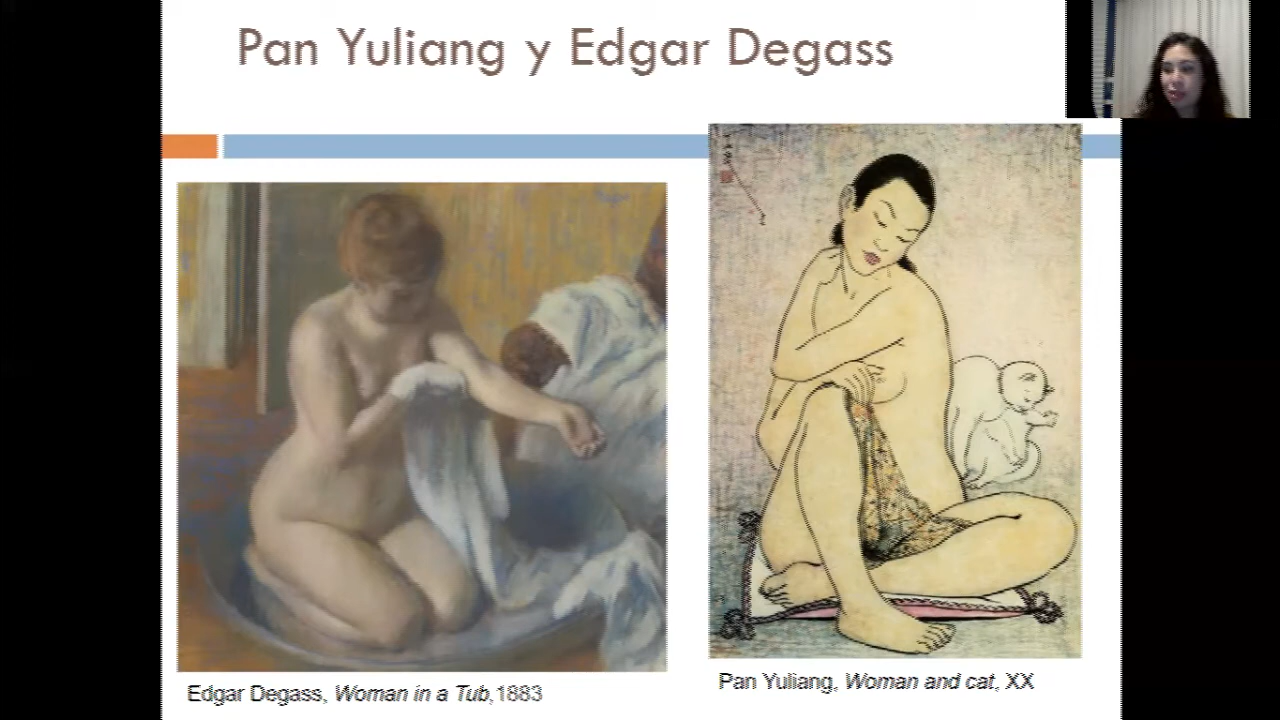 Pan Yuliang y Edgar Degass
Edgar Degass, Woman in a Tub,1883
Pan Yuliang, Woman and cat, XX